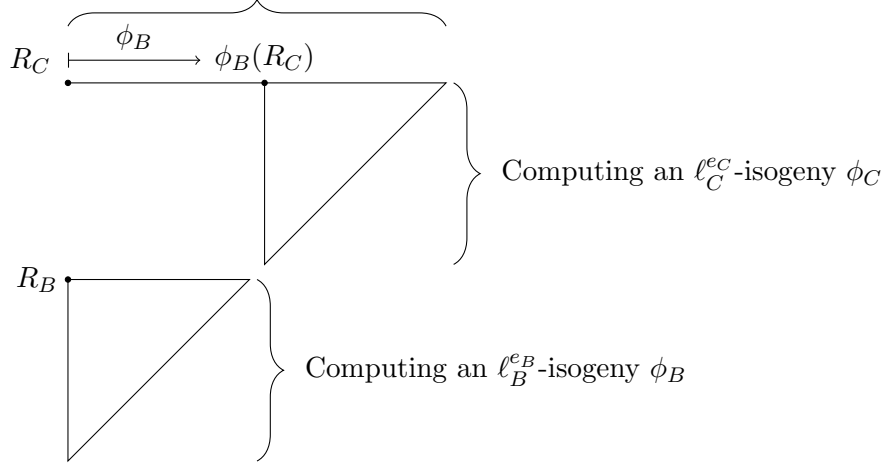 ϕ_B
R_C ϕ_B(R_C)
Computing an ℓ_C^{e_C}-isogeny ϕ_C
R_B
Computing an ℓ_B^{e_B}-isogeny ϕ_B